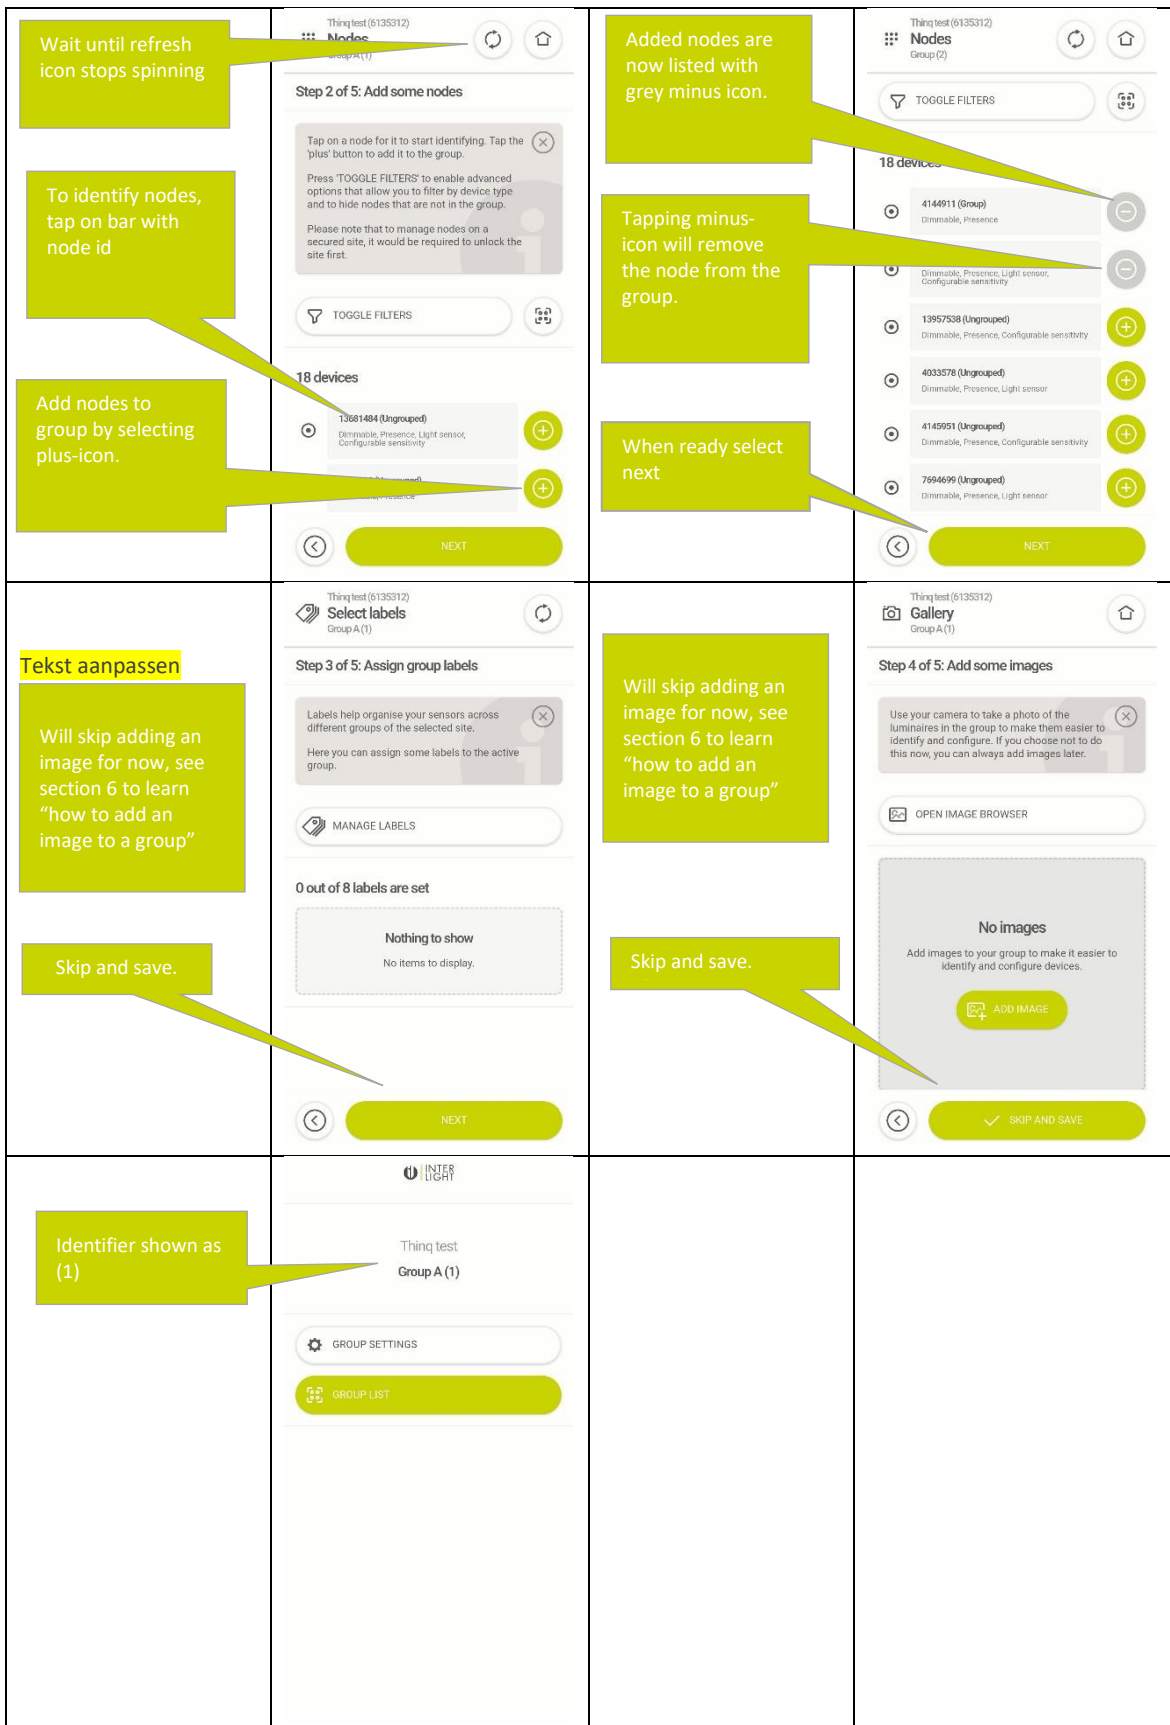 Wait until refresh
icon stops spinning
To identify nodes,
tap on bar with
node id
Add nodes to
group by selecting
plus-icon.
Thinq test (6135312)
Nodes
Group A (1)
Step 2 of 5: Add some nodes
Tap on a node for it to start identifying. Tap the
'plus' button to add it to the group.
Press 'TOGGLE FILTERS' to enable advanced
options that allow you to filter by device type
and to hide nodes that are not in the group.
Please note that to manage nodes on a
secured site, it would be required to unlock the
site first.
TOGGLE FILTERS
18 devices
13681484 (Ungrouped)
Dimmable, Presence, Light sensor,
Configurable sensitivity
NEXT
Added nodes are
now listed with
grey minus icon.
Tapping minus-
icon will remove
the node from the
group.
When ready select
next
Thinq test (6135312)
Nodes
Group (2)
TOGGLE FILTERS
18 devices
4144911 (Group)
Dimmable, Presence
Dimmable, Presence, Light sensor,
Configurable sensitivity
13957538 (Ungrouped)
Dimmable, Presence, Configurable sensitivity
4033578 (Ungrouped)
Dimmable, Presence, Light sensor
4145951 (Ungrouped)
Dimmable, Presence, Configurable sensitivity
7694699 (Ungrouped)
Dimmable, Presence, Light sensor
NEXT
Tekst aanpassen
Will skip adding an
image for now, see
section 6 to learn
“how to add an
image to a group”
Skip and save.
Thinq test (6135312)
Select labels
Group A (1)
Step 3 of 5: Assign group labels
Labels help organise your sensors across
different groups of the selected site.
Here you can assign some labels to the active
group.
MANAGE LABELS
0 out of 8 labels are set
Nothing to show
No items to display.
NEXT
Will skip adding an
image for now, see
section 6 to learn
“how to add an
image to a group”
Skip and save.
Thinq test (6135312)
Gallery
Group A (1)
Step 4 of 5: Add some images
Use your camera to take a photo of the
luminaires in the group to make them easier to
identify and configure. If you choose not to do
this now, you can always add images later.
OPEN IMAGE BROWSER
No images
Add images to your group to make it easier to
identify and configure devices.
ADD IMAGE
SKIP AND SAVE
Identifier shown as
(1)
INTER
LIGHT
Thinq test
Group A (1)
GROUP SETTINGS
GROUP LIST